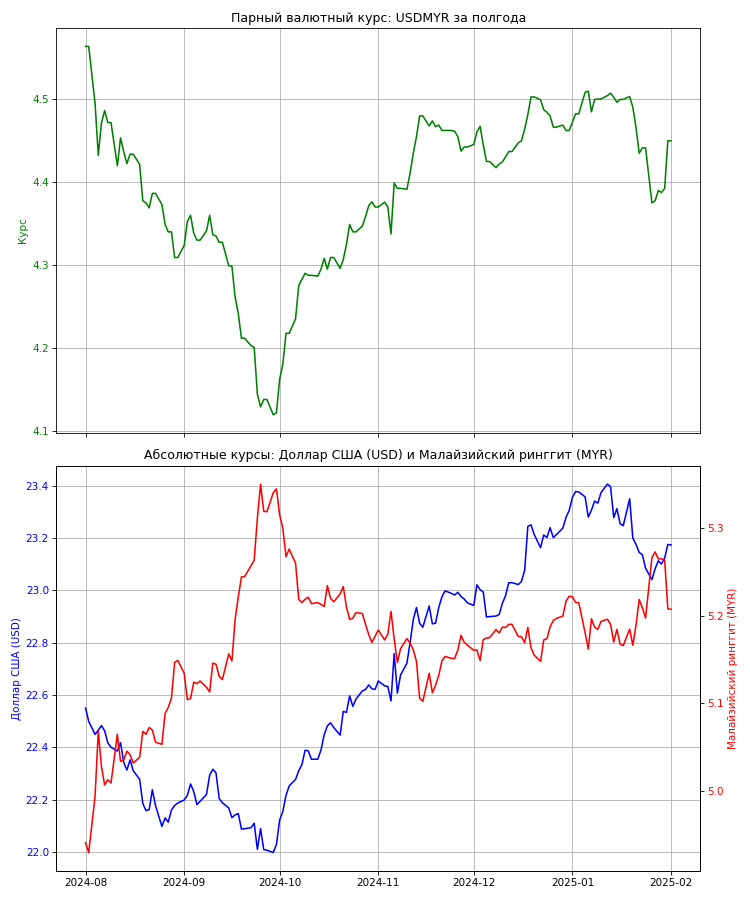 Парный валютный курс: USDMYR за полгода
Курс
4.5
4.4
4.3
4.2
4.1
Абсолютные курсы: Доллар США (USD) и Малайзийский ринггит (MYR)
Доллар США (USD)
23.4
23.2
23.0
22.8
22.6
22.4
22.2
22.0
5.3
5.2
5.1
5.0
Малайзийский ринггит (MYR)
2024-08 2024-09 2024-10 2024-11 2024-12 2025-01 2025-02